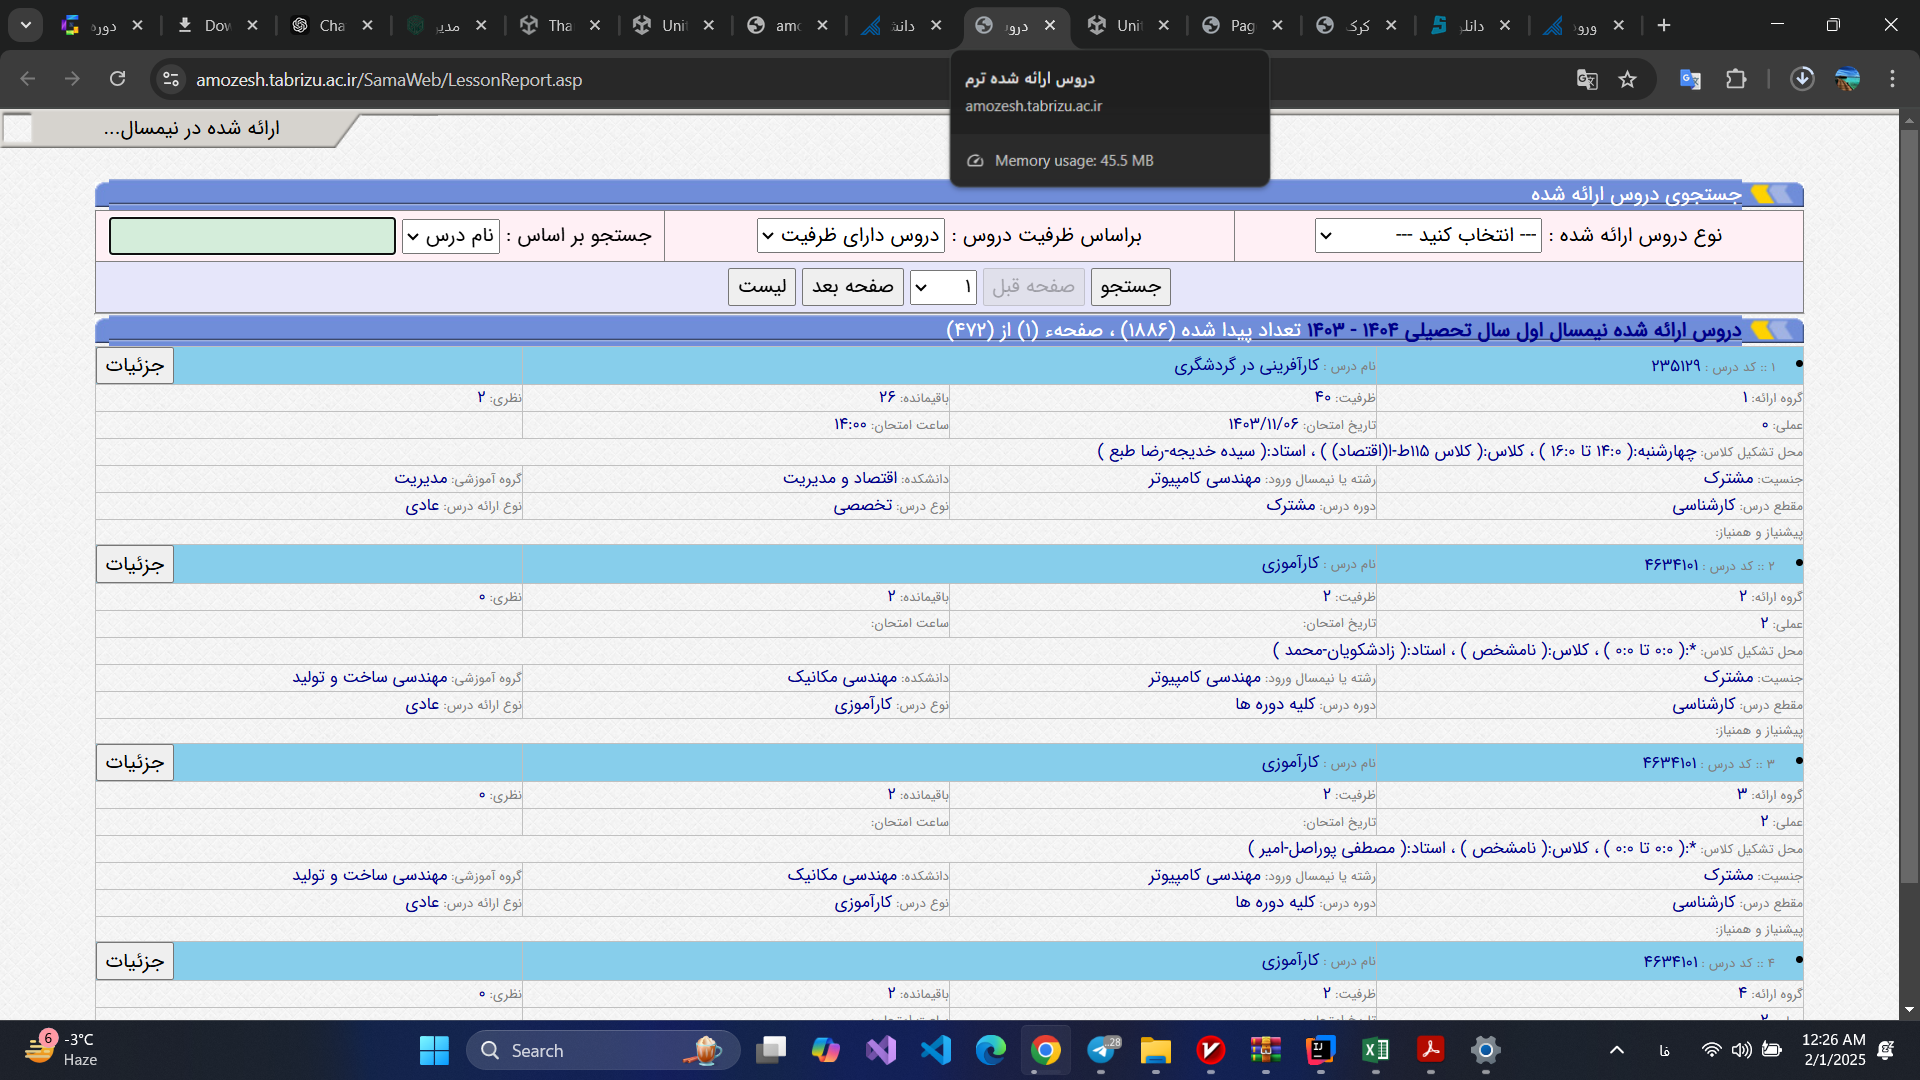 دوره
Dow
Cha
مدیر
Tha
Unit
amo
دانش
دروس
Unit
Pag
کرک
دانلو
ورود
amozesh.tabrizu.ac.ir/SamaWeb/LessonReport.asp
دروس ارائه شده ترم
amozesh.tabrizu.ac.ir
Memory usage: 45.5 MB
ارائه شده در نیمسال...
جستجوی دروس ارائه شده
نوع دروس ارائه شده : --- انتخاب کنید --- براساس ظرفیت دروس : دروس دارای ظرفیت جستجو بر اساس : نام درس
جستجو صفحه قبل ۱ صفحه بعد لیست
دروس ارائه شده نیمسال اول سال تحصیلی ۱۴۰۴ - ۱۴۰۳ تعداد پیدا شده (۱۸۸۶) ، صفحهء (۱) از (۴۷۲)
۱ :: کد درس : ۲۳۵۱۲۹ نام درس : کارآفرینی در گردشگری جزئیات
گروه ارائه: ۱ ظرفیت: ۴۰ باقیمانده: ۲۶ نظری: ۲
عملی: ۰ تاریخ امتحان: ۱۴۰۳/۱۱/۰۶ ساعت امتحان: ۱۴:۰۰
محل تشکیل کلاس: چهارشنبه:( ۱۴:۰ تا ۱۶:۰ ) ، کلاس:( کلاس ۱۱۵ط-ا(اقتصاد) ) ، استاد:( سیده خدیجه-رضا طبع )
جنسیت: مشترک رشته یا نیمسال ورود: مهندسی کامپیوتر دانشکده: اقتصاد و مدیریت گروه آموزشی: مدیریت
مقطع درس: کارشناسی دوره درس: مشترک نوع درس: تخصصی نوع ارائه درس: عادی
پیشنیاز و همنیاز:
۲ :: کد درس : ۴۶۳۴۱۰۱ نام درس : کارآموزی جزئیات
گروه ارائه: ۲ ظرفیت: ۲ باقیمانده: ۲ نظری: ۰
عملی: ۲ تاریخ امتحان: ساعت امتحان:
محل تشکیل کلاس: *:( ۰:۰ تا ۰:۰ ) ، کلاس:( نامشخص ) ، استاد:( زادشکویان-محمد )
جنسیت: مشترک رشته یا نیمسال ورود: مهندسی کامپیوتر دانشکده: مهندسی مکانیک گروه آموزشی: مهندسی ساخت و تولید
مقطع درس: کارشناسی دوره درس: کلیه دوره ها نوع درس: کارآموزی نوع ارائه درس: عادی
پیشنیاز و همنیاز:
۳ :: کد درس : ۴۶۳۴۱۰۱ نام درس : کارآموزی جزئیات
گروه ارائه: ۳ ظرفیت: ۲ باقیمانده: ۲ نظری: ۰
عملی: ۲ تاریخ امتحان: ساعت امتحان:
محل تشکیل کلاس: *:( ۰:۰ تا ۰:۰ ) ، کلاس:( نامشخص ) ، استاد:( مصطفی پوراصل-امیر )
جنسیت: مشترک رشته یا نیمسال ورود: مهندسی کامپیوتر دانشکده: مهندسی مکانیک گروه آموزشی: مهندسی ساخت و تولید
مقطع درس: کارشناسی دوره درس: کلیه دوره ها نوع درس: کارآموزی نوع ارائه درس: عادی
پیشنیاز و همنیاز:
۴ :: کد درس : ۴۶۳۴۱۰۱ نام درس : کارآموزی جزئیات
گروه ارائه: ۴ ظرفیت: ۲ باقیمانده: ۲ نظری: ۰
6
-3°C
Haze
Search
.28
فا
12:26 AM
2/1/2025